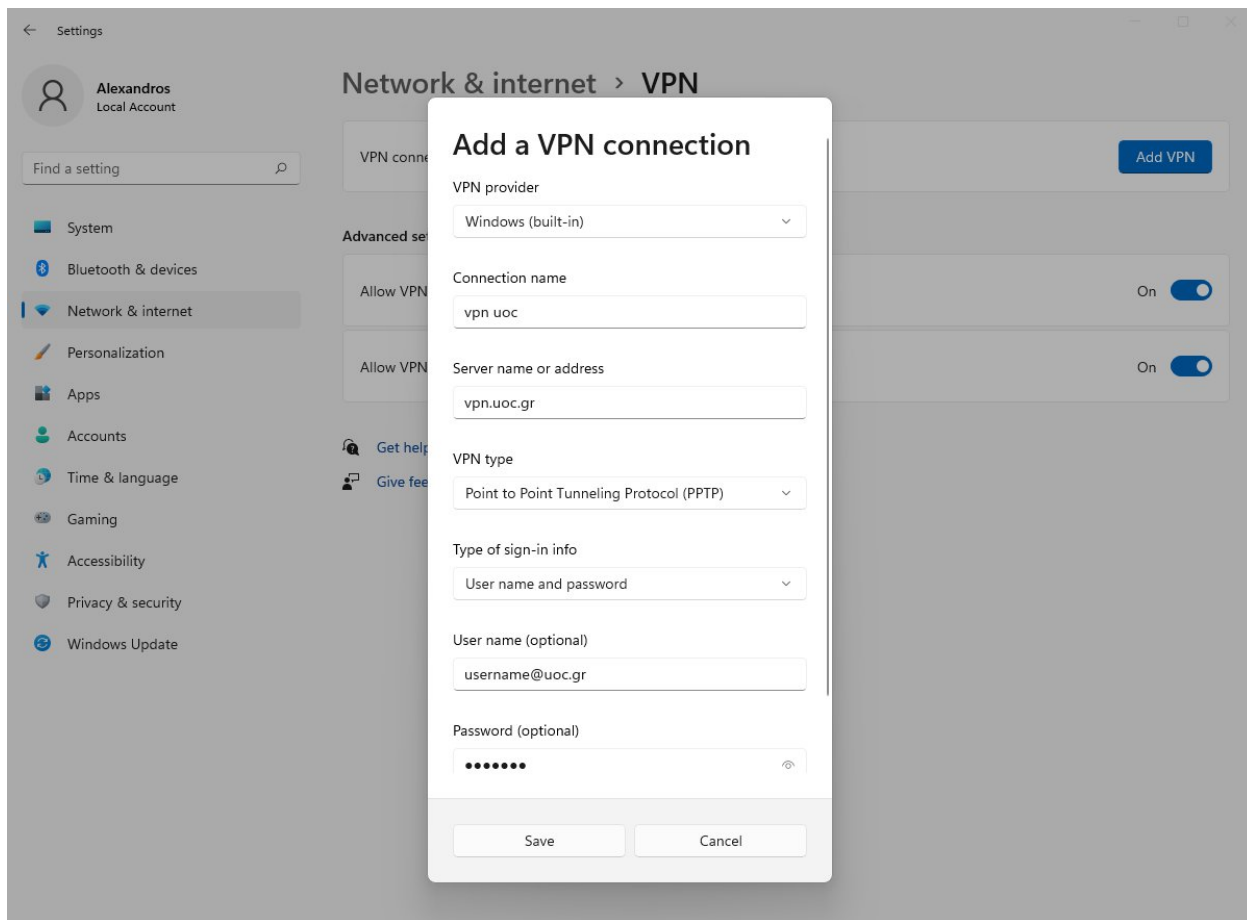 Settings
Alexandros
Local Account
Find a setting
System
Bluetooth & devices
Network & internet
Personalization
Apps
Accounts
Time & language
Gaming
Accessibility
Privacy & security
Windows Update
Network & internet > VPN
VPN conne
Add VPN
Advanced se
Allow VPN
On
Allow VPN
On
Get help
Give fee
Add a VPN connection
VPN provider
Windows (built-in)
Connection name
vpn uoc
Server name or address
vpn.uoc.gr
VPN type
Point to Point Tunneling Protocol (PPTP)
Type of sign-in info
User name and password
User name (optional)
username@uoc.gr
Password (optional)
•••••••
Save
Cancel